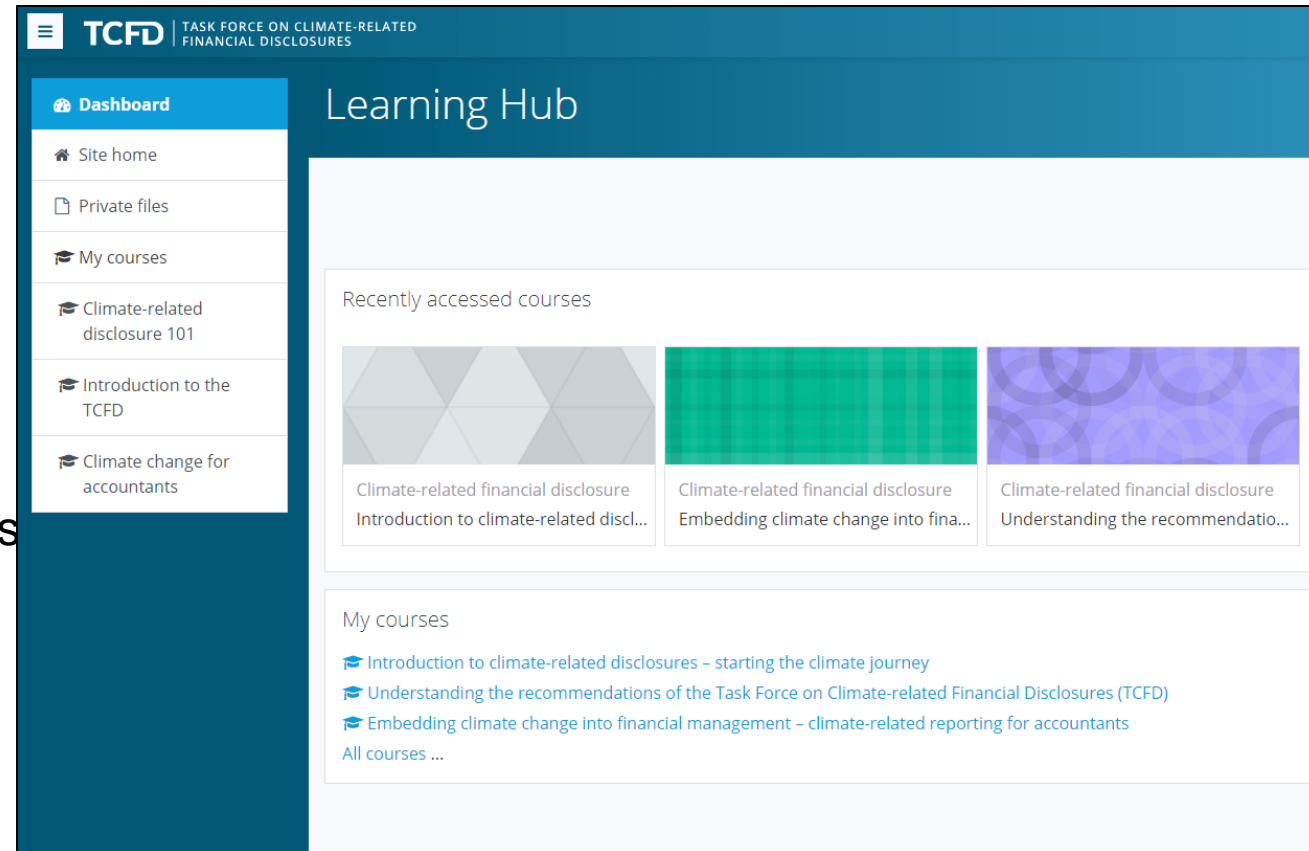 TCFD
TASK FORCE ON CLIMATE-RELATED
FINANCIAL DISCLOSURES
Dashboard
Site home
Private files
My courses
Climate-related
disclosure 101
Introduction to the
TCFD
Climate change for
accountants
s
Learning Hub
Recently accessed courses
Climate-related financial disclosure
Introduction to climate-related discl...
Climate-related financial disclosure
Embedding climate change into fina...
Climate-related financial disclosure
Understanding the recommendatio...
My courses
Introduction to climate-related disclosures – starting the climate journey
Understanding the recommendations of the Task Force on Climate-related Financial Disclosures (TCFD)
Embedding climate change into financial management – climate-related reporting for accountants
All courses ...